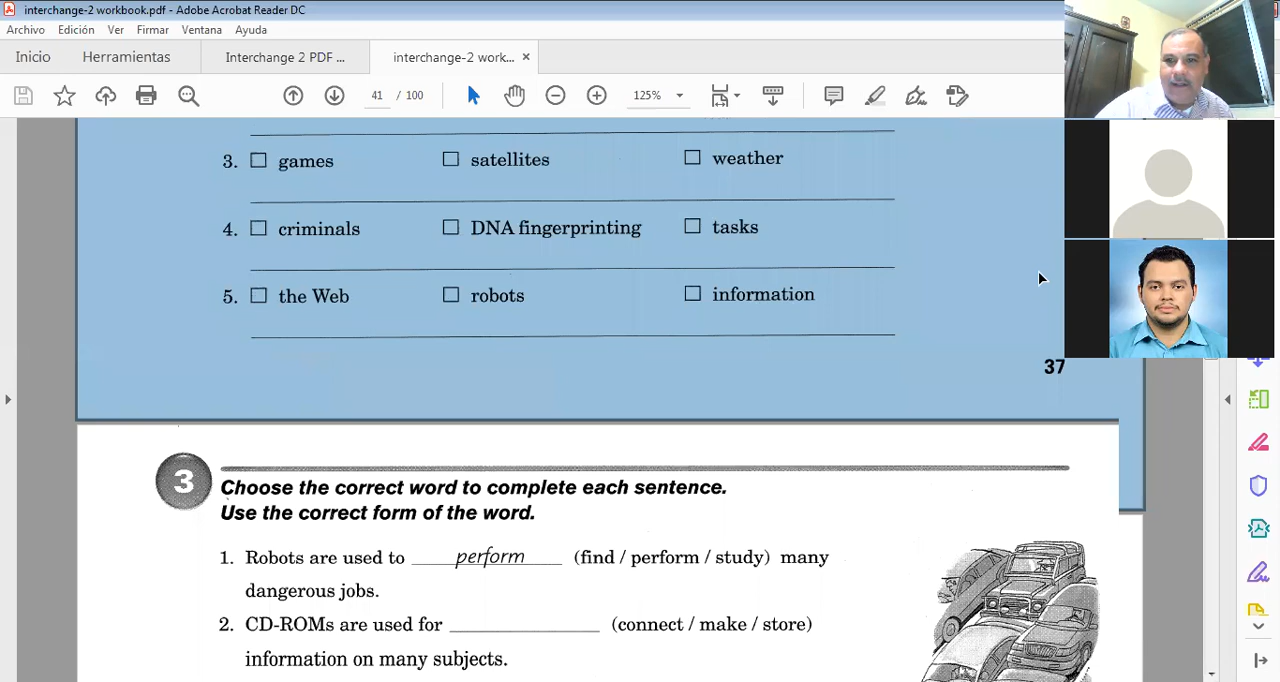 interchange-2 workbook.pdf - Adobe Acrobat Reader DC
Archivo Edición Ver Firmar Ventana Ayuda
Inicio Herramientas Interchange 2 PDF ... interchange-2 work... ×
41 / 100 125%
3. games satellites weather
4. criminals DNA fingerprinting tasks
5. the Web robots information
37
3 Choose the correct word to complete each sentence.
Use the correct form of the word.
1. Robots are used to perform (find / perform / study) many
dangerous jobs.
2. CD-ROMs are used for (connect / make / store)
information on many subjects.